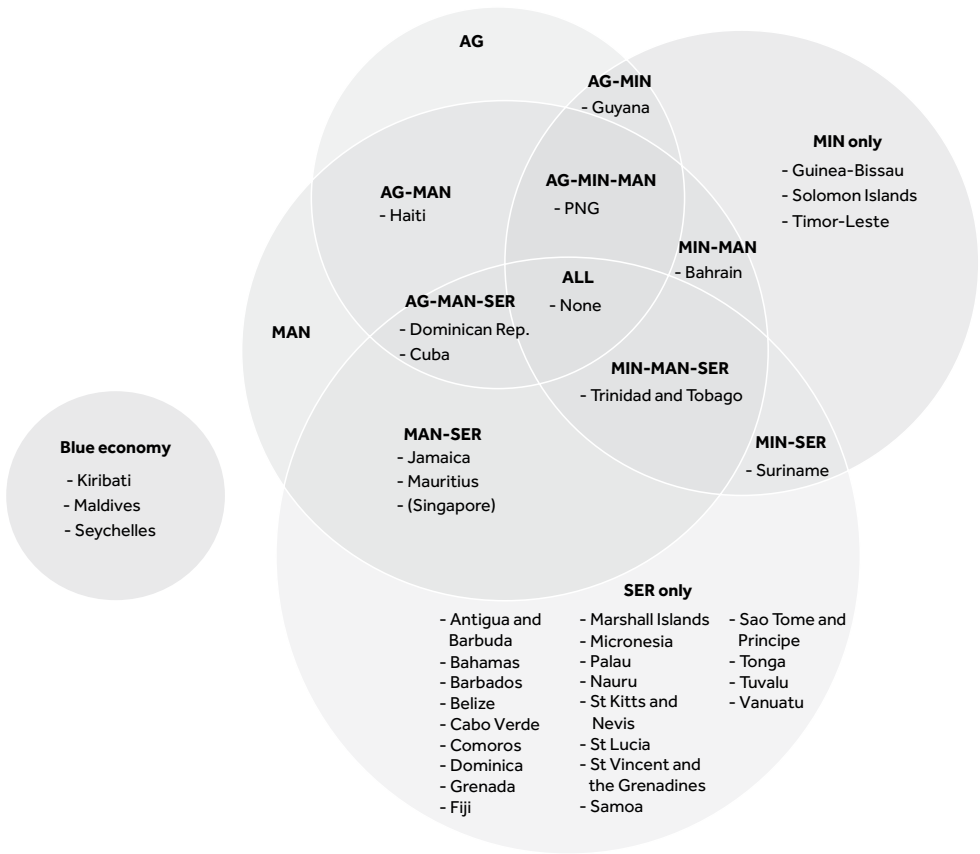 AG
AG-MIN
- Guyana
MIN only
- Guinea-Bissau
- Solomon Islands
- Timor-Leste
AG-MAN
- Haiti
AG-MIN-MAN
- PNG
MIN-MAN
- Bahrain
ALL
- None
AG-MAN-SER
- Dominican Rep.
- Cuba
MAN
MIN-MAN-SER
- Trinidad and Tobago
Blue economy
- Kiribati
- Maldives
- Seychelles
MAN-SER
- Jamaica
- Mauritius
- (Singapore)
MIN-SER
- Suriname
SER only
- Antigua and
Barbuda
- Bahamas
- Barbados
- Belize
- Cabo Verde
- Comoros
- Dominica
- Grenada
- Fiji
- Marshall Islands
- Micronesia
- Palau
- Nauru
- St Kitts and
Nevis
- St Lucia
- St Vincent and
the Grenadines
- Samoa
- Sao Tome and
Principe
- Tonga
- Tuvalu
- Vanuatu